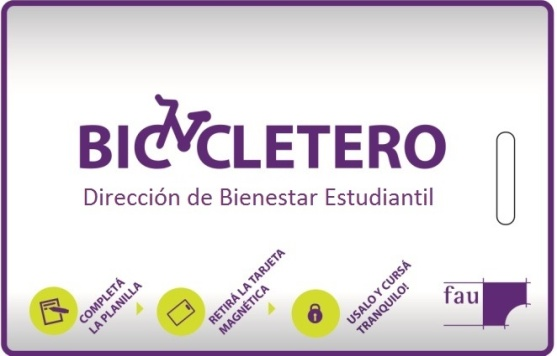 BICICLETERO
Dirección de Bienestar Estudiantil
COMPLETÁ
LA PLANILLA
RETIRÁ LA TARJETA
MAGNÉTICA
USALO Y CURSÁ
TRANQUILO!
fau